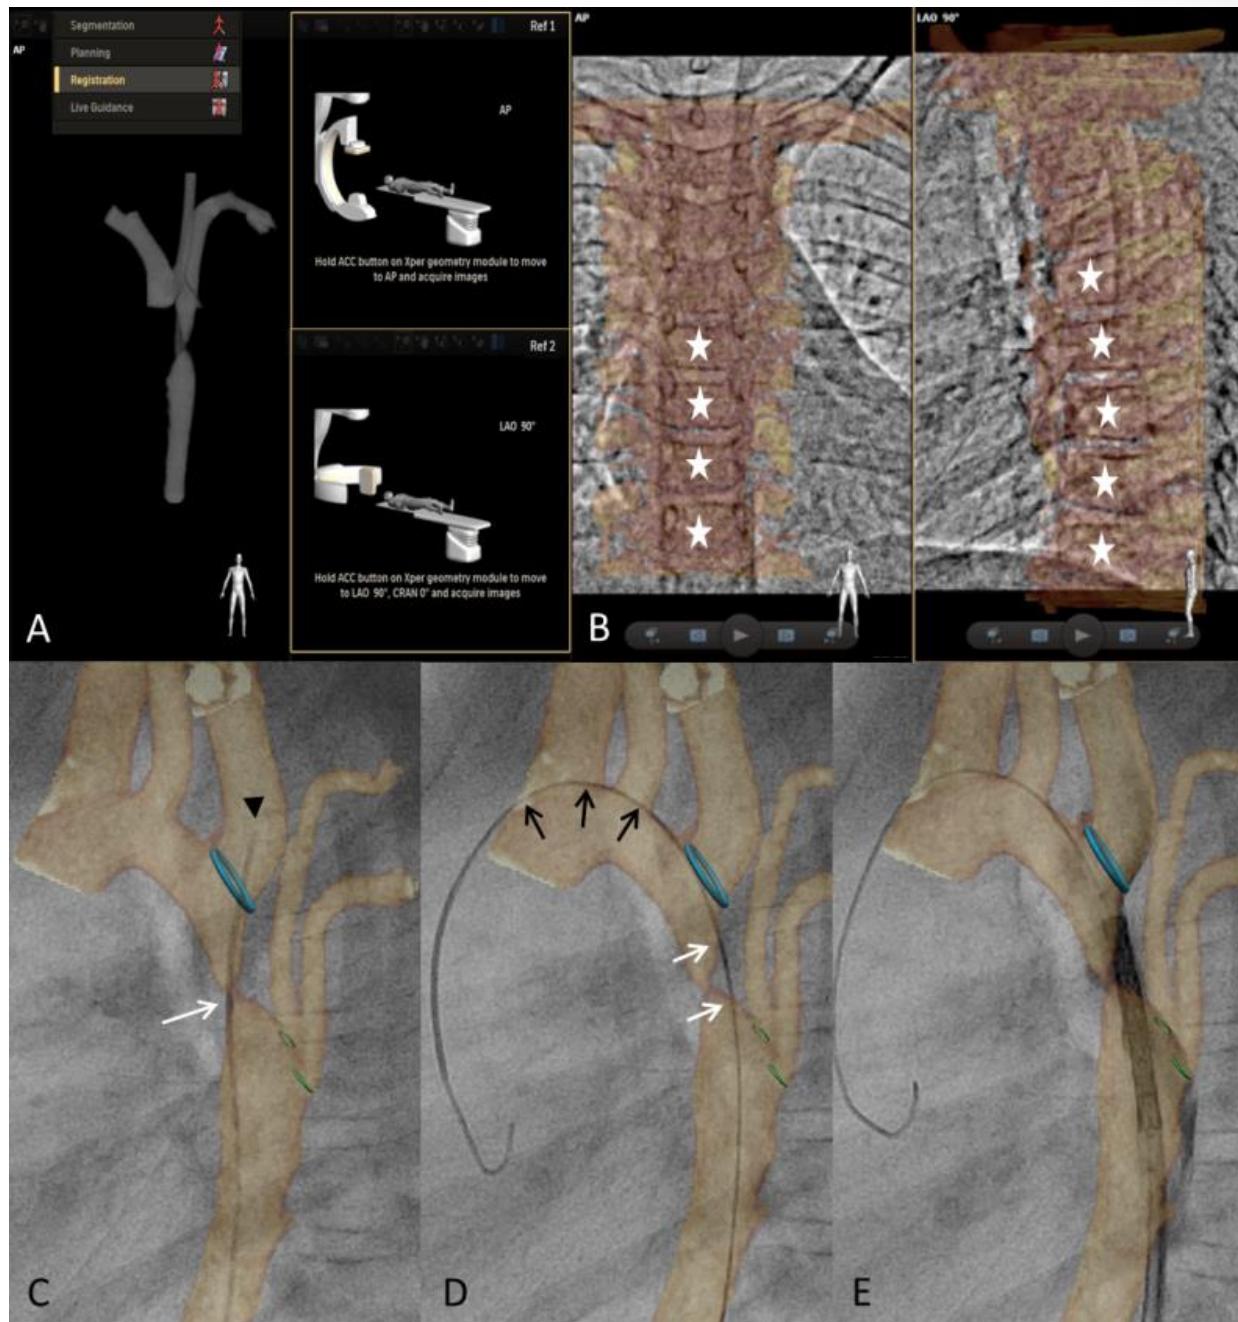 Segmentation
Planning
Registration
Live Guidance
AP
Ref 1
AP
Hold ACC button on Xper geometry module to move
to AP and acquire images
Ref 2
LAO 90°
Hold ACC button on Xper geometry module to move
to LAO 90°, CRAN 0° and acquire images
A
AP
B
LAO 90°
C
D
E